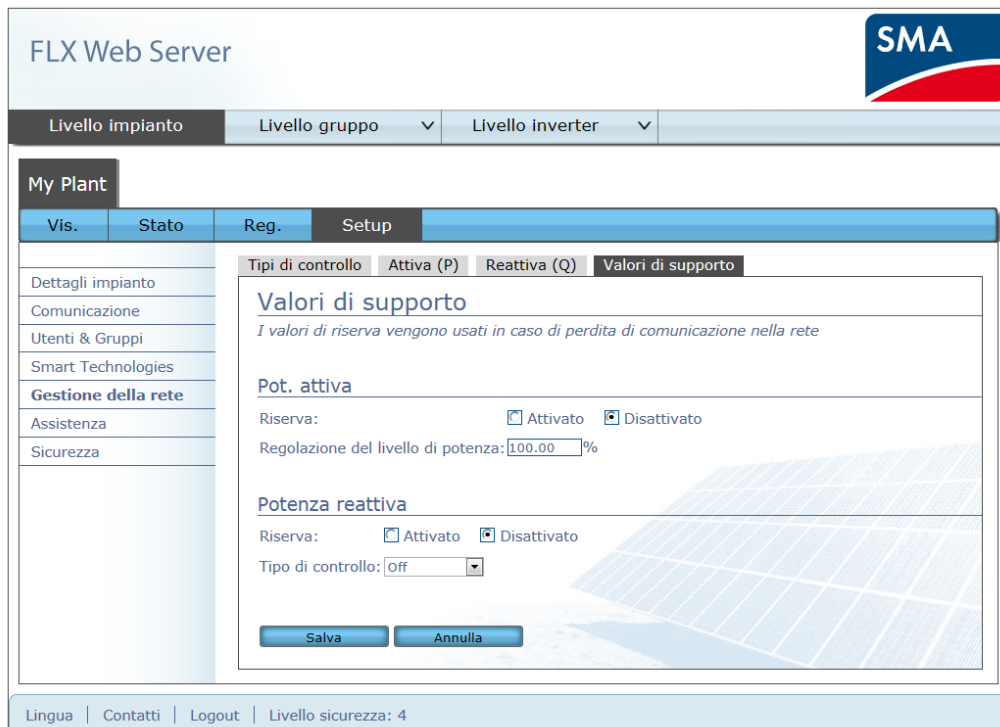 FLX Web Server
SMA
Livello impianto Livello gruppo Livello inverter
My Plant
Vis. Stato Reg. Setup
Dettagli impianto
Comunicazione
Utenti & Gruppi
Smart Technologies
Gestione della rete
Assistenza
Sicurezza
Tipi di controllo Attiva (P) Reattiva (Q) Valori di supporto
Valori di supporto
I valori di riserva vengono usati in caso di perdita di comunicazione nella rete
Pot. attiva
Riserva: Attivato Disattivato
Regolazione del livello di potenza: 100.00 %
Potenza reattiva
Riserva: Attivato Disattivato
Tipo di controllo: Off
Salva Annulla
Lingua | Contatti | Logout | Livello sicurezza: 4